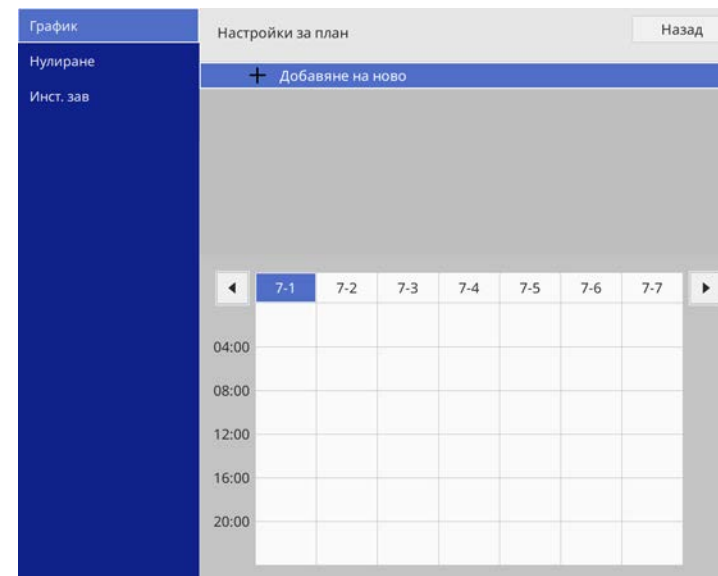 График
Нулиране
Инст. зав
Настройки за план
Назад
Добавяне на ново
7-1 7-2 7-3 7-4 7-5 7-6 7-7
04:00
08:00
12:00
16:00
20:00